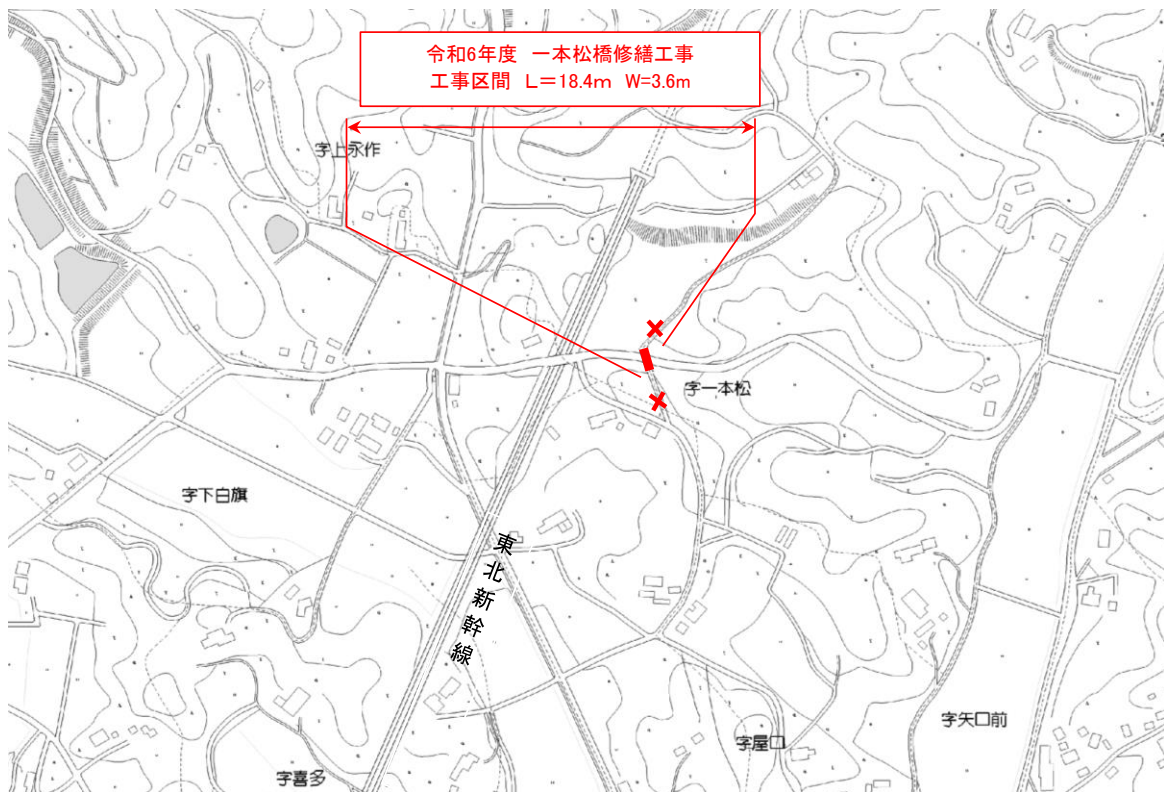 令和6年度 一本松橋修繕工事
工事区間 L=18.4m W=3.6m
字上永作
字一本松
字下白旗
東北新幹線
字矢口前
字屋口
字喜多